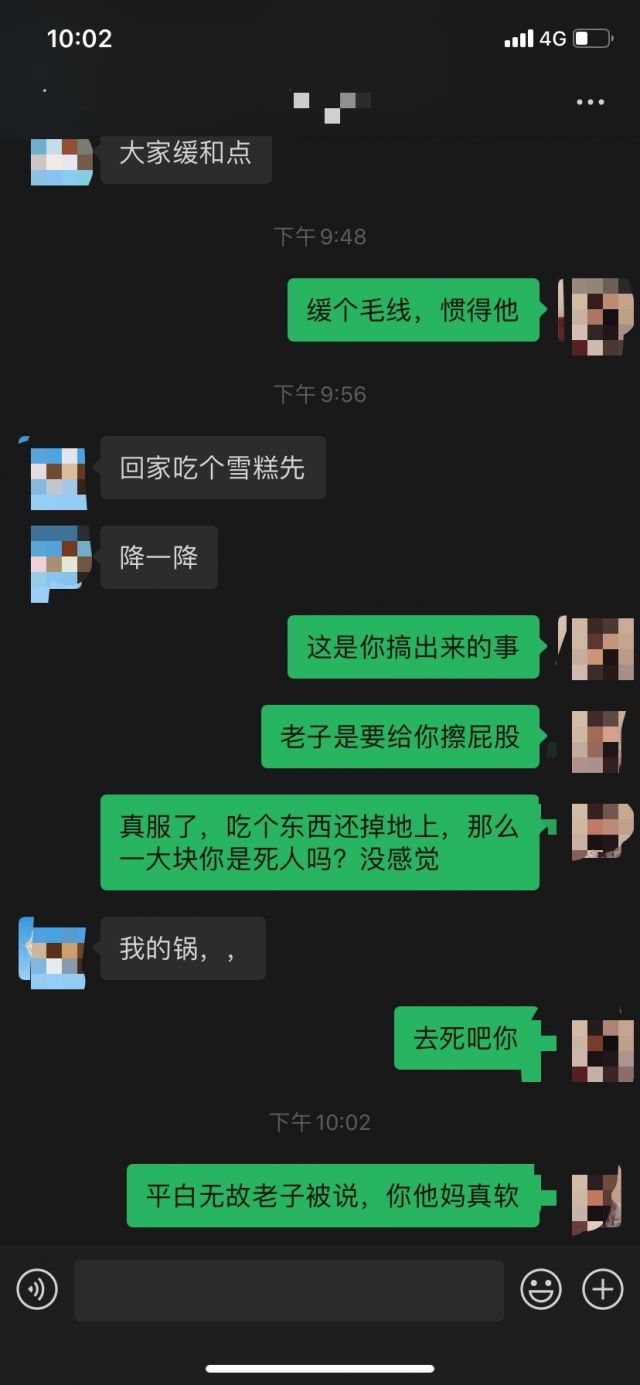 10:02
4G
大家缓和点
下午9:48
缓个毛线，惯得他
下午9:56
回家吃个雪糕先
降一降
这是你搞出来的事
老子是要给你擦屁股
真服了，吃个东西还掉地上，那么
一大块你是死人吗？没感觉
我的锅，，
去死吧你
下午10:02
平白无故老子被说，你他妈真软